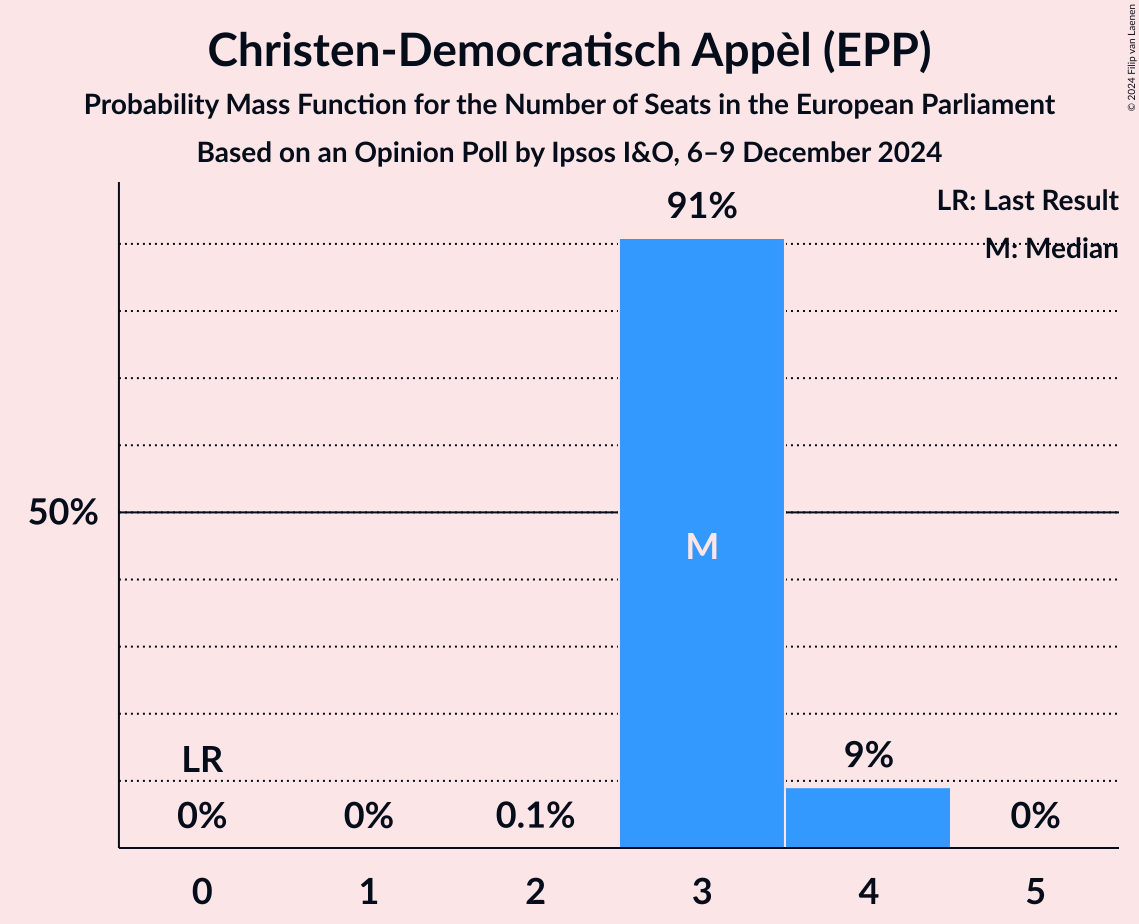 Christen-Democratisch Appèl (EPP)
Probability Mass Function for the Number of Seats in the European Parliament
Based on an Opinion Poll by Ipsos I&O, 6–9 December 2024
© 2024 Filip van Laenen
LR: Last Result
M: Median
91%
50%
M
LR
9%
0%
0%
0.1%
0%
0
1
2
3
4
5